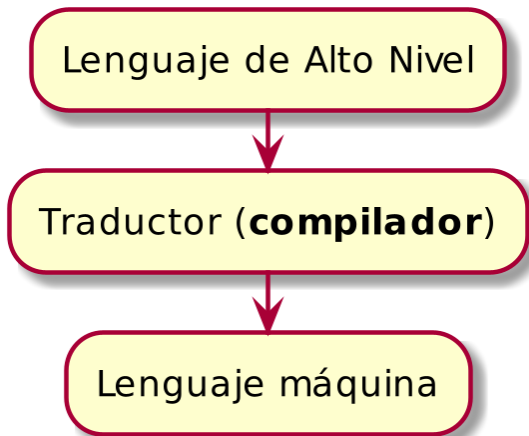 Lenguaje de Alto Nivel
Traductor (compilador)
Lenguaje máquina